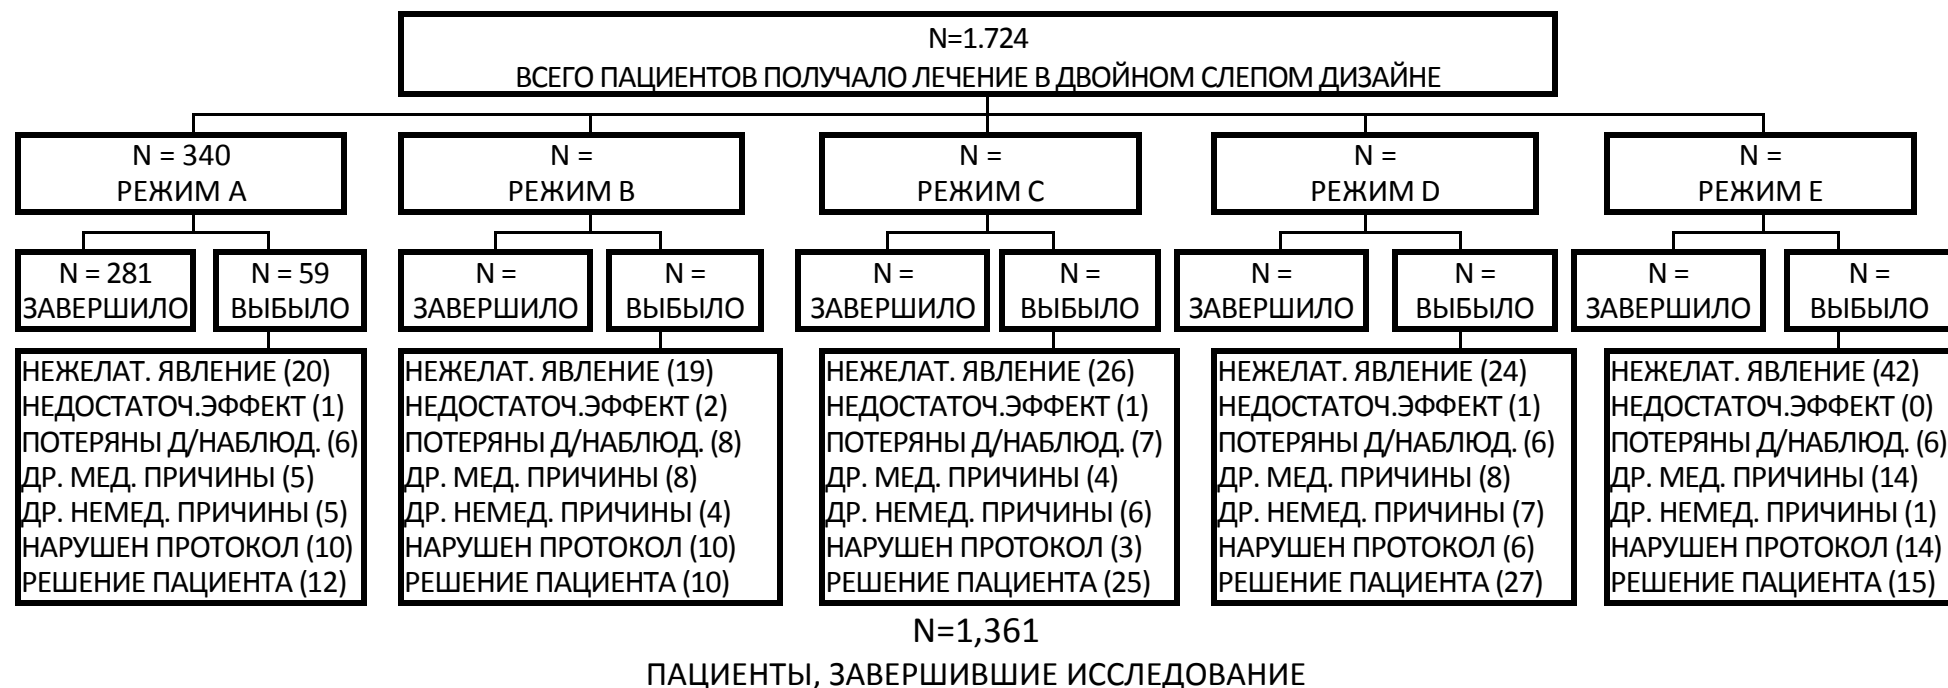 N=1.724
ВСЕГО ПАЦИЕНТОВ ПОЛУЧАЛО ЛЕЧЕНИЕ В ДВОЙНОМ СЛЕПОМ ДИЗАЙНЕ
N = 340
РЕЖИМ A
N =
РЕЖИМ B
N =
РЕЖИМ C
N =
РЕЖИМ D
N =
РЕЖИМ E
N = 281
ЗАВЕРШИЛО
N = 59
ВЫБЫЛО
N =
ЗАВЕРШИЛО
N =
ВЫБЫЛО
N =
ЗАВЕРШИЛО
N =
ВЫБЫЛО
N =
ЗАВЕРШИЛО
N =
ВЫБЫЛО
N =
ЗАВЕРШИЛО
N =
ВЫБЫЛО
НЕЖЕЛАТ. ЯВЛЕНИЕ (20)
НЕДОСТАТОЧ.ЭФФЕКТ (1)
ПОТЕРЯНЫ Д/НАБЛЮД. (6)
ДР. МЕД. ПРИЧИНЫ (5)
ДР. НЕМЕД. ПРИЧИНЫ (5)
НАРУШЕН ПРОТОКОЛ (10)
РЕШЕНИЕ ПАЦИЕНТА (12)
НЕЖЕЛАТ. ЯВЛЕНИЕ (19)
НЕДОСТАТОЧ.ЭФФЕКТ (2)
ПОТЕРЯНЫ Д/НАБЛЮД. (8)
ДР. МЕД. ПРИЧИНЫ (8)
ДР. НЕМЕД. ПРИЧИНЫ (4)
НАРУШЕН ПРОТОКОЛ (10)
РЕШЕНИЕ ПАЦИЕНТА (10)
НЕЖЕЛАТ. ЯВЛЕНИЕ (26)
НЕДОСТАТОЧ.ЭФФЕКТ (1)
ПОТЕРЯНЫ Д/НАБЛЮД. (7)
ДР. МЕД. ПРИЧИНЫ (4)
ДР. НЕМЕД. ПРИЧИНЫ (6)
НАРУШЕН ПРОТОКОЛ (3)
РЕШЕНИЕ ПАЦИЕНТА (25)
НЕЖЕЛАТ. ЯВЛЕНИЕ (24)
НЕДОСТАТОЧ.ЭФФЕКТ (1)
ПОТЕРЯНЫ Д/НАБЛЮД. (6)
ДР. МЕД. ПРИЧИНЫ (8)
ДР. НЕМЕД. ПРИЧИНЫ (7)
НАРУШЕН ПРОТОКОЛ (6)
РЕШЕНИЕ ПАЦИЕНТА (27)
НЕЖЕЛАТ. ЯВЛЕНИЕ (42)
НЕДОСТАТОЧ.ЭФФЕКТ (0)
ПОТЕРЯНЫ Д/НАБЛЮД. (6)
ДР. МЕД. ПРИЧИНЫ (14)
ДР. НЕМЕД. ПРИЧИНЫ (1)
НАРУШЕН ПРОТОКОЛ (14)
РЕШЕНИЕ ПАЦИЕНТА (15)
N=1,361
ПАЦИЕНТЫ, ЗАВЕРШИВШИЕ ИССЛЕДОВАНИЕ